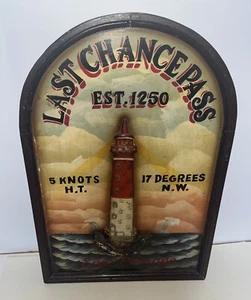 LAST CHANCE PASS
EST. 1250
5 KNOTS
H.T.
17 DEGREES
N.W.